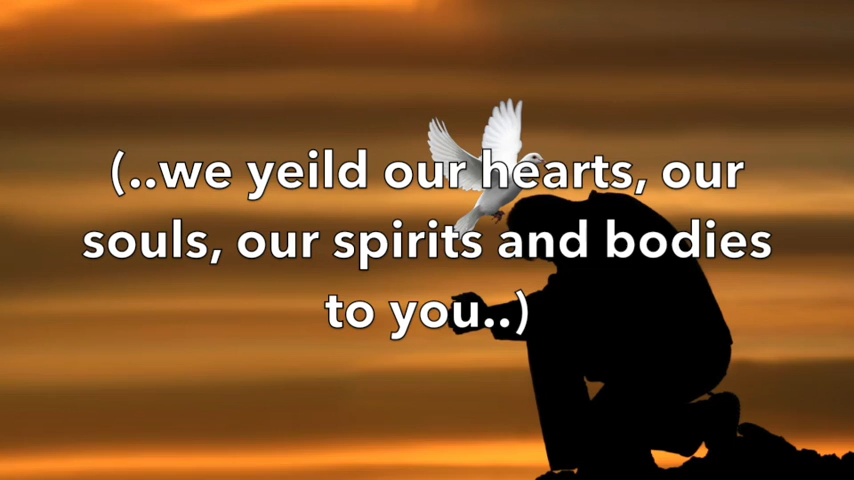 (..we yeild our hearts, our
souls, our spirits and bodies
to you..)